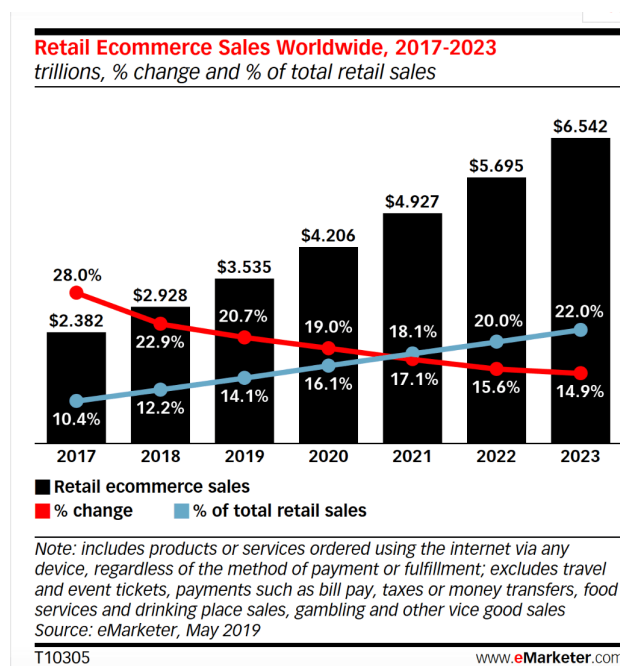 Retail Ecommerce Sales Worldwide, 2017-2023
trillions, % change and % of total retail sales
$6.542
$5.695
$4.927
$4.206
$3.535
28.0%
$2.928
$2.382
22.9%
20.7%
19.0%
18.1%
20.0%
22.0%
10.4%
12.2%
14.1%
16.1%
17.1%
15.6%
14.9%
2017 2018 2019 2020 2021 2022 2023
Retail ecommerce sales
% change % of total retail sales
Note: includes products or services ordered using the internet via any
device, regardless of the method of payment or fulfillment; excludes travel
and event tickets, payments such as bill pay, taxes or money transfers, food
services and drinking place sales, gambling and other vice good sales
Source: eMarketer, May 2019
T10305 www.eMarketer.com